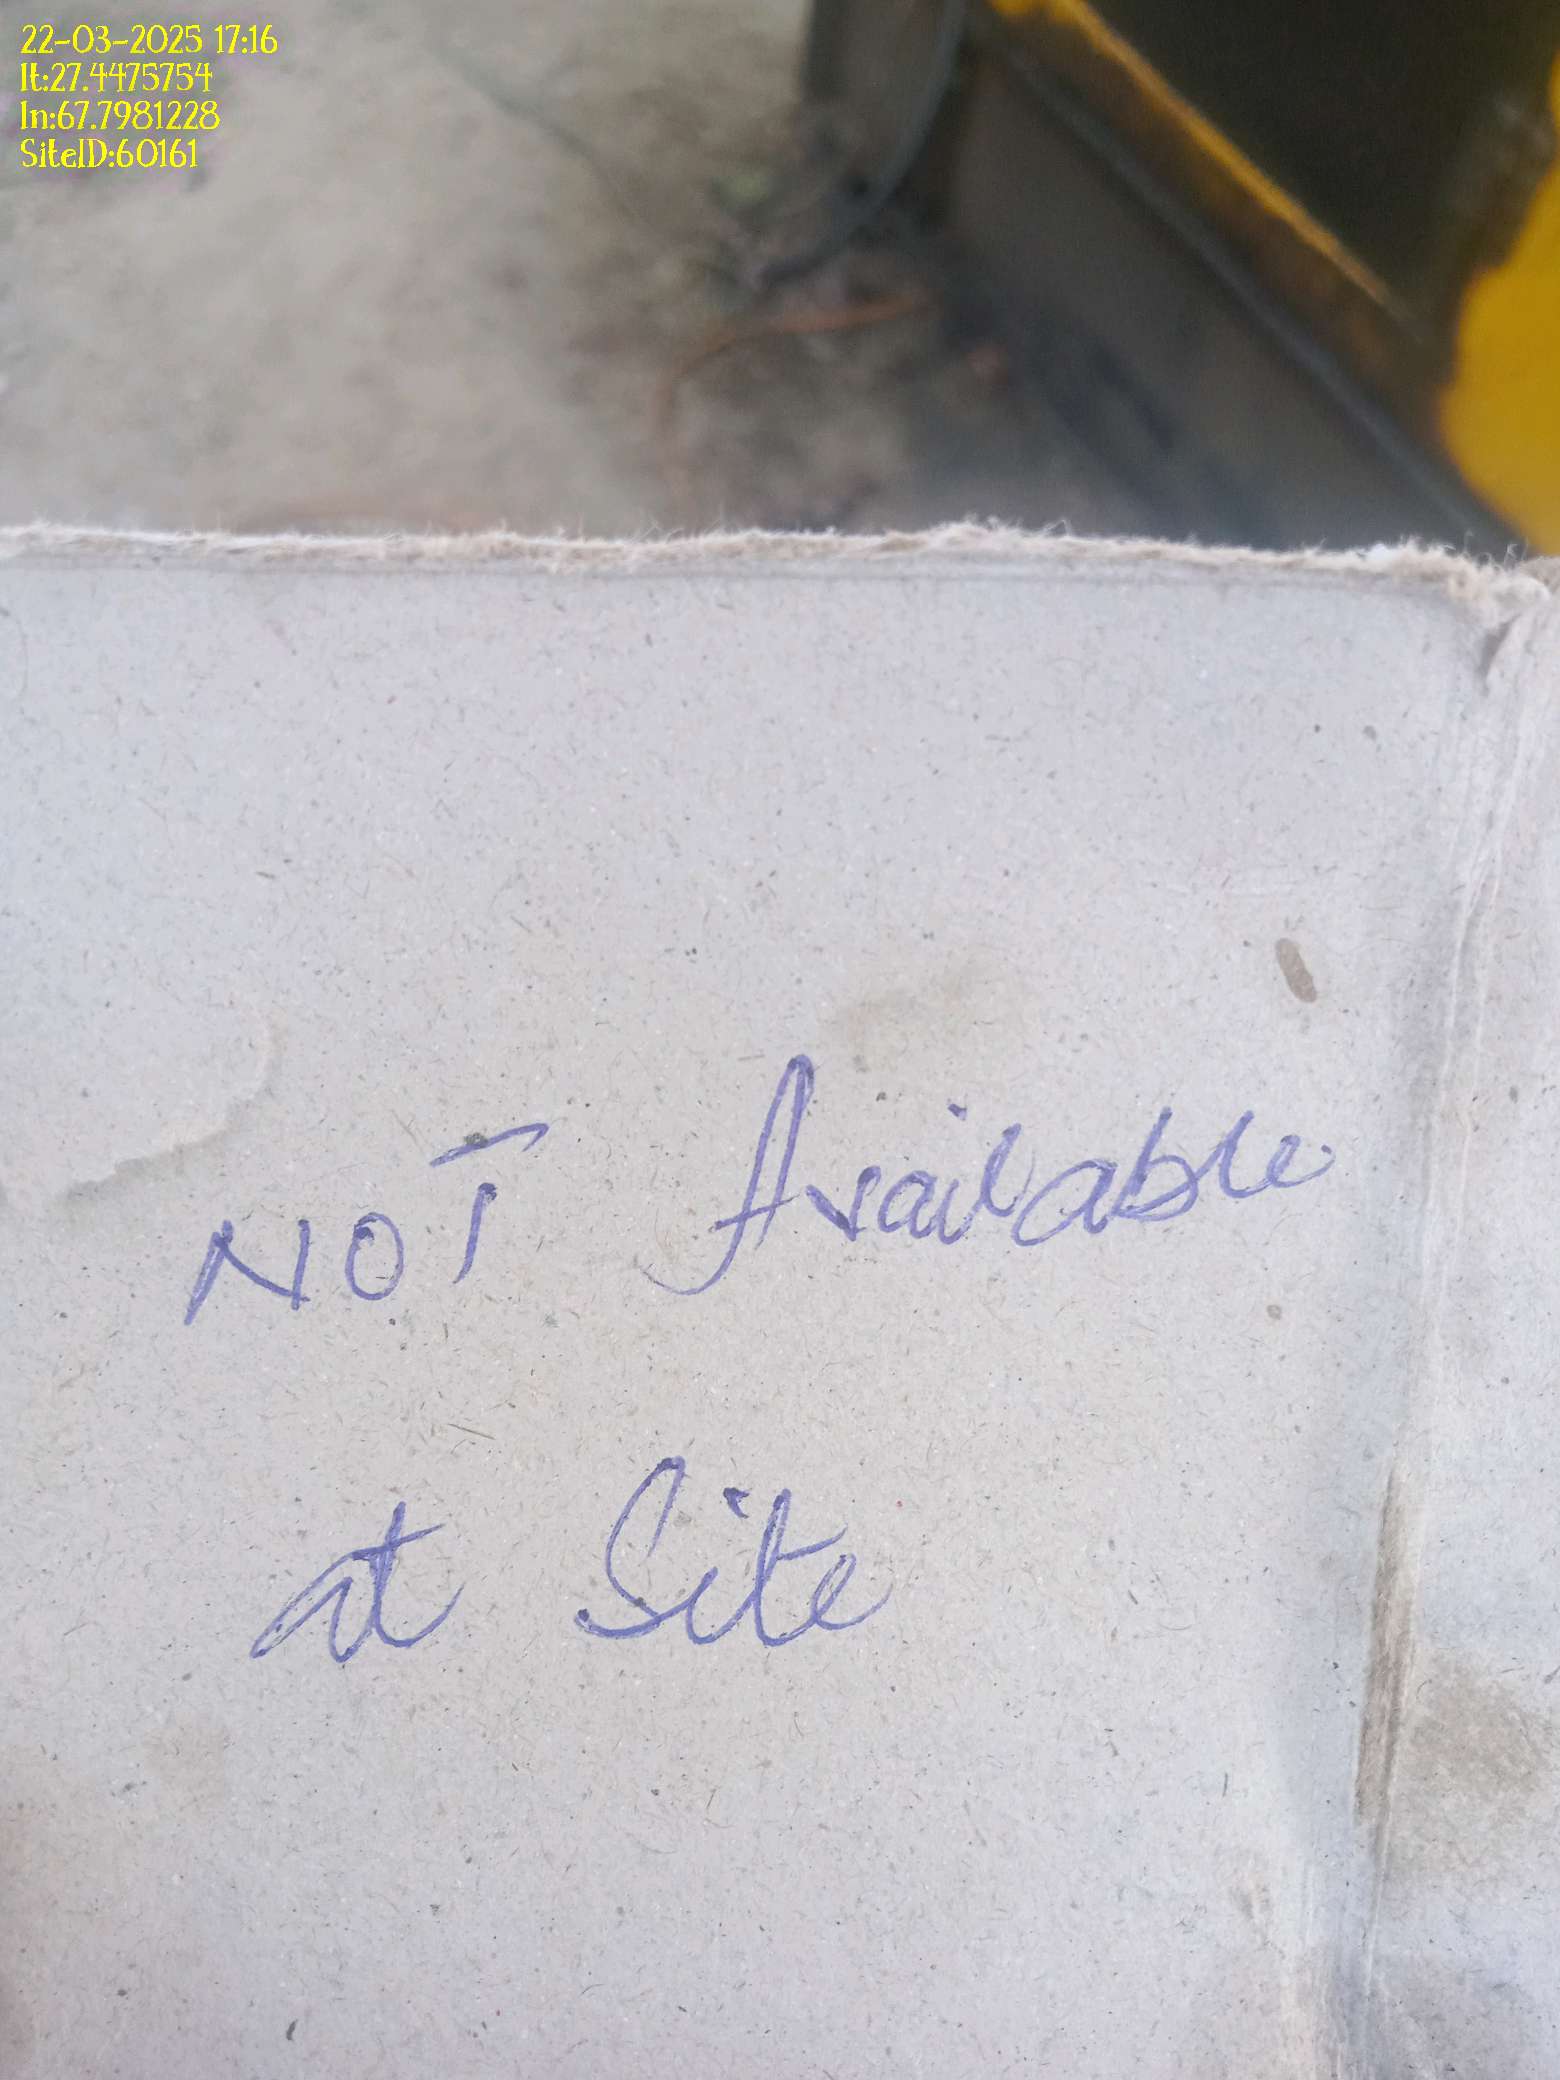 22-03-2025 17:16
lt:27.4475754
ln:67.7981228
SiteID:60161
NOT Available
at Site